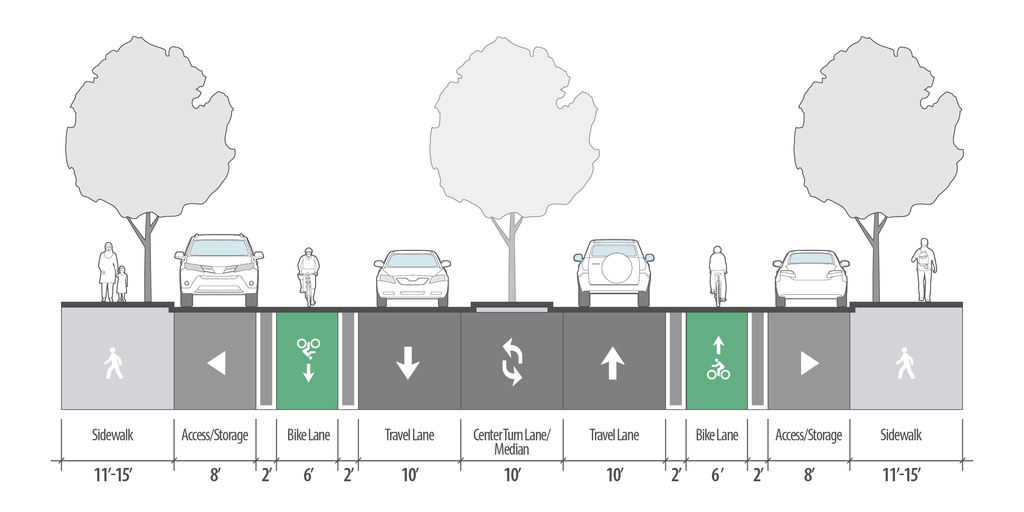 Sidewalk Access/Storage Bike Lane Travel Lane Center Turn Lane/ Travel Lane Bike Lane Access/Storage Sidewalk
Median
11′-15′ 8′ 2′ 6′ 2′ 10′ 10′ 10′ 2′ 6′ 2′ 8′ 11′-15′